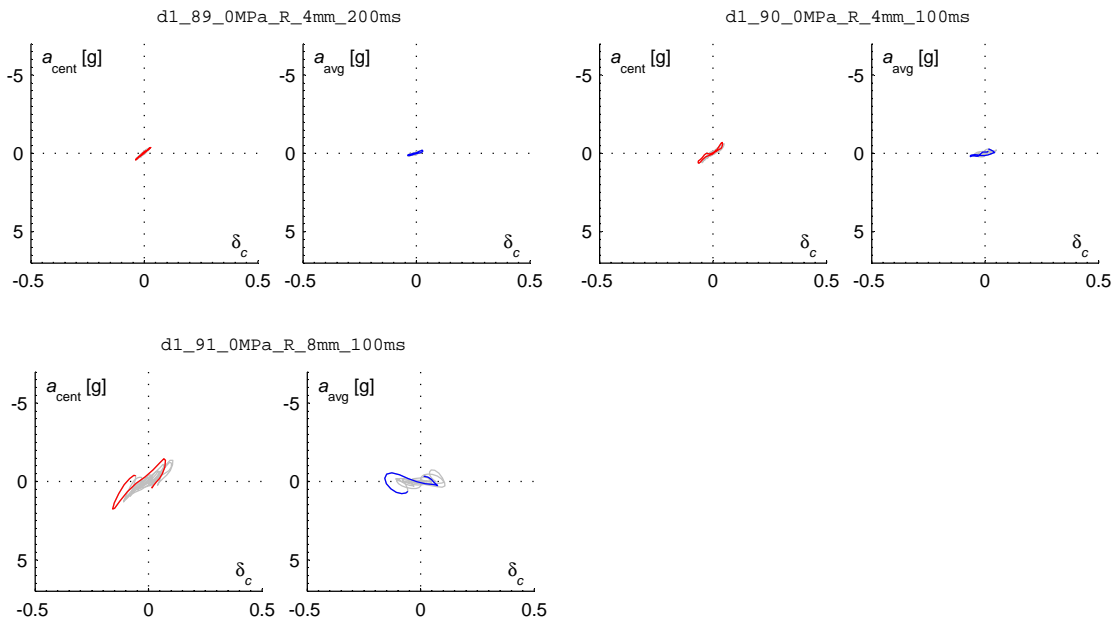 d1_89_0MPa_R_4mm_200ms
a_cent [g]
-5
0
5
δ_c
-0.5 0 0.5
a_avg [g]
-5
0
5
δ_c
-0.5 0 0.5
d1_90_0MPa_R_4mm_100ms
a_cent [g]
-5
0
5
δ_c
-0.5 0 0.5
a_avg [g]
-5
0
5
δ_c
-0.5 0 0.5
d1_91_0MPa_R_8mm_100ms
a_cent [g]
-5
0
5
δ_c
-0.5 0 0.5
a_avg [g]
-5
0
5
δ_c
-0.5 0 0.5